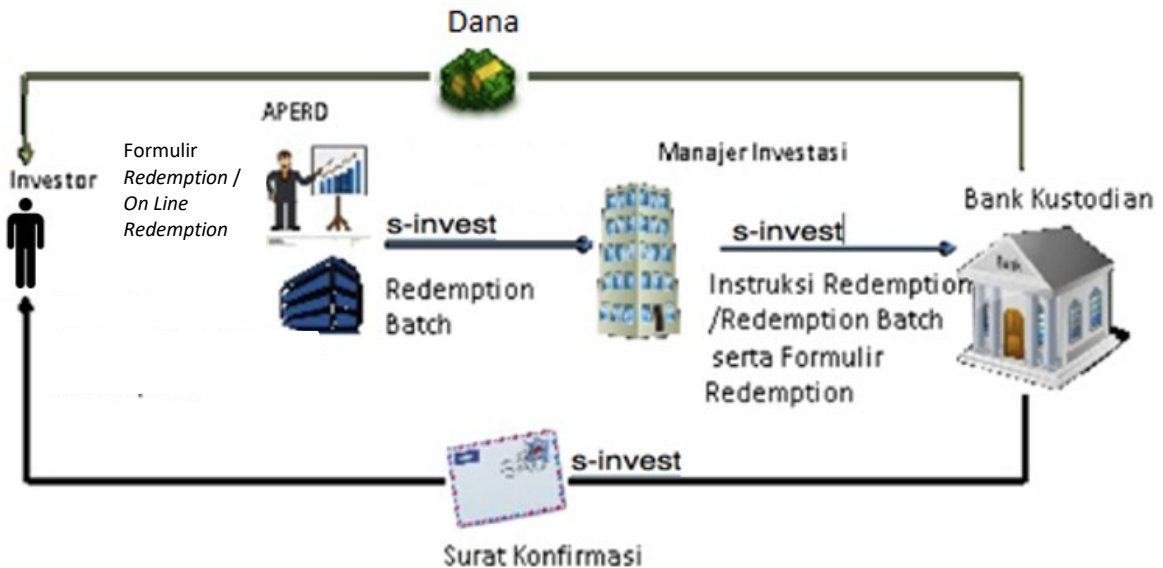 Dana
APERD
Investor
Formulir
Redemption /
On Line
Redemption
s-invest
Redemption
Batch
Manajer Investasi
s-invest
Instruksi Redemption
/Redemption Batch
serta Formulir
Redemption
Bank Kustodian
Bank
s-invest
Surat Konfirmasi